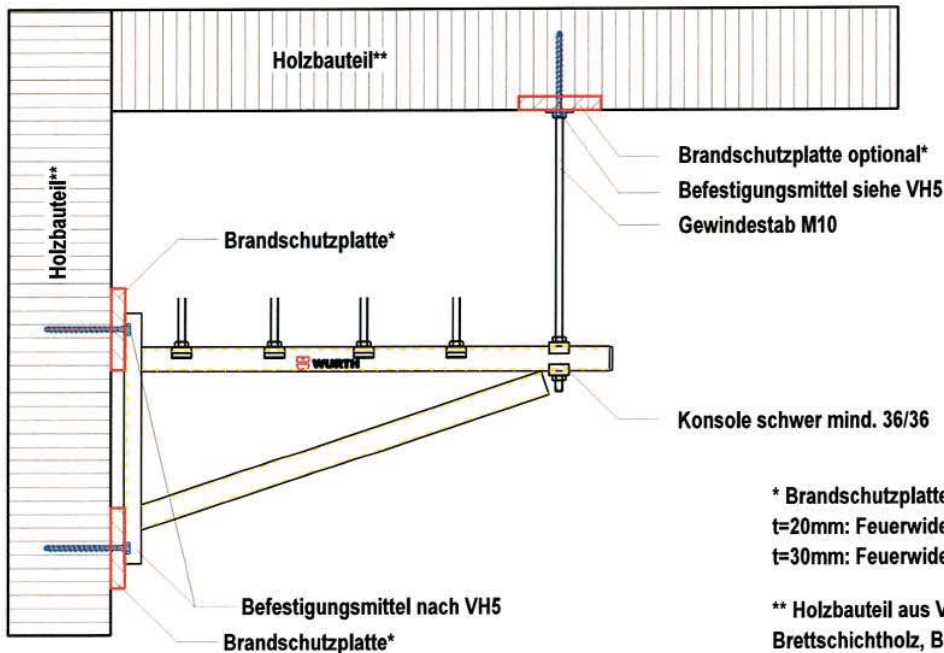 Holzbauteil**
Holzbauteil**
Brandschutzplatte optional*
Befestigungsmittel siehe VH5
Gewindestab M10
Brandschutzplatte*
WURTH
Konsole schwer mind. 36/36
* Brandschutzplatte
t=20mm: Feuerwide
t=30mm: Feuerwide
Befestigungsmittel nach VH5
** Holzbauteil aus V
Brandschutzplatte*
Brettschichtholz, B